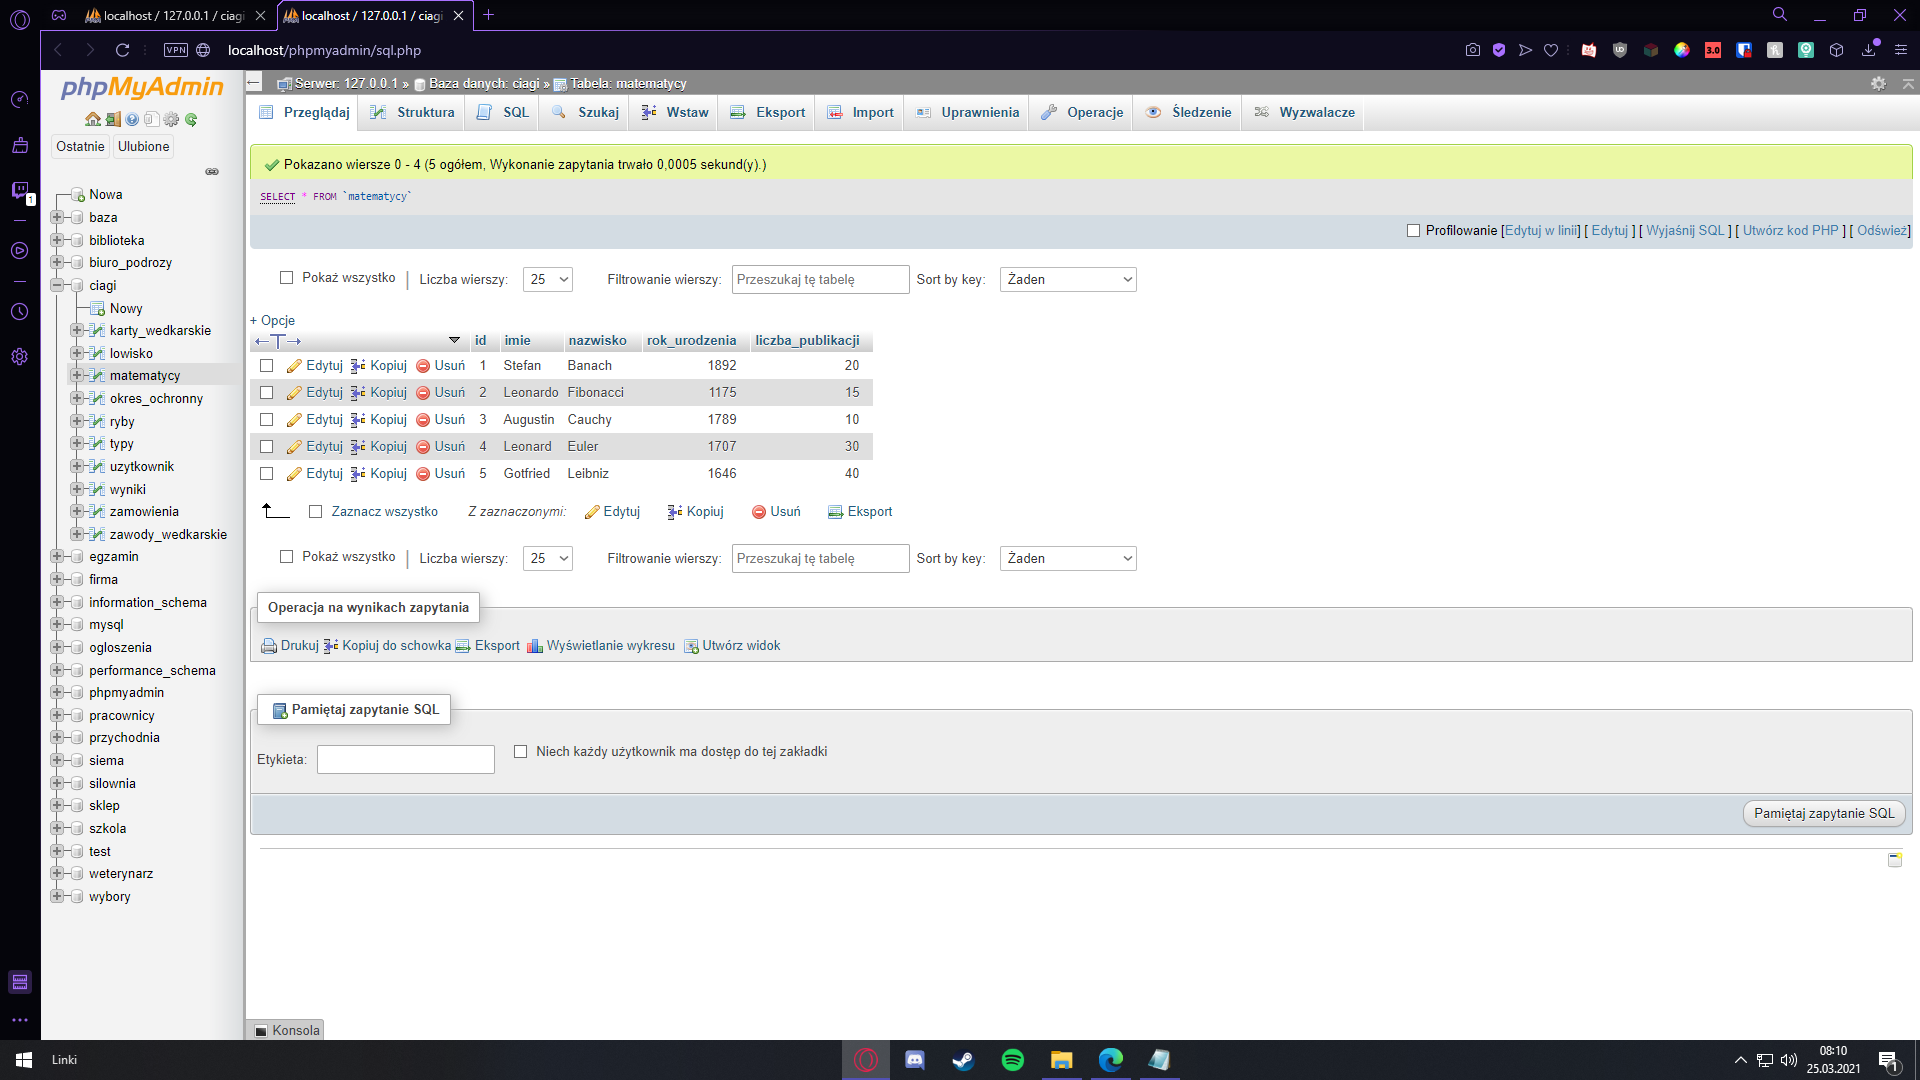 localhost / 127.0.0.1 / ciagi
localhost / 127.0.0.1 / ciagi
VPN
localhost/phpmyadmin/sql.php
3.0
phpMyAdmin
Ostatnie Ulubione
Nowa
baza
biblioteka
biuro_podrozy
ciagi
Nowy
karty_wedkarskie
lowisko
matematycy
okres_ochronny
ryby
typy
uzytkownik
wyniki
zamowienia
zawody_wedkarskie
egzamin
firma
information_schema
mysql
ogloszenia
performance_schema
phpmyadmin
pracownicy
przychodnia
siema
silownia
sklep
szkola
test
weterynarz
wybory
Serwer: 127.0.0.1 » Baza danych: ciagi » Tabela: matematycy
Przeglądaj Struktura SQL Szukaj Wstaw Eksport Import Uprawnienia Operacje Śledzenie Wyzwalacze
Pokazano wiersze 0 - 4 (5 ogółem, Wykonanie zapytania trwało 0,0005 sekund(y).)
SELECT * FROM `matematycy`
Profilowanie [Edytuj w linii] [ Edytuj ] [ Wyjaśnij SQL ] [ Utwórz kod PHP ] [ Odśwież]
Pokaż wszystko | Liczba wierszy: 25 Filtrowanie wierszy: Przeszukaj tę tabelę Sort by key: Żaden
+ Opcje
←T→ id imie nazwisko rok_urodzenia liczba_publikacji
Edytuj Kopiuj Usuń 1 Stefan Banach 1892 20
Edytuj Kopiuj Usuń 2 Leonardo Fibonacci 1175 15
Edytuj Kopiuj Usuń 3 Augustin Cauchy 1789 10
Edytuj Kopiuj Usuń 4 Leonard Euler 1707 30
Edytuj Kopiuj Usuń 5 Gotfried Leibniz 1646 40
Zaznacz wszystko Z zaznaczonymi: Edytuj Kopiuj Usuń Eksport
Pokaż wszystko | Liczba wierszy: 25 Filtrowanie wierszy: Przeszukaj tę tabelę Sort by key: Żaden
Operacja na wynikach zapytania
Drukuj Kopiuj do schowka Eksport Wyświetlanie wykresu Utwórz widok
Pamiętaj zapytanie SQL
Etykieta: Niech każdy użytkownik ma dostęp do tej zakładki
Pamiętaj zapytanie SQL
Konsola
1
Linki
08:10
25.03.2021
1